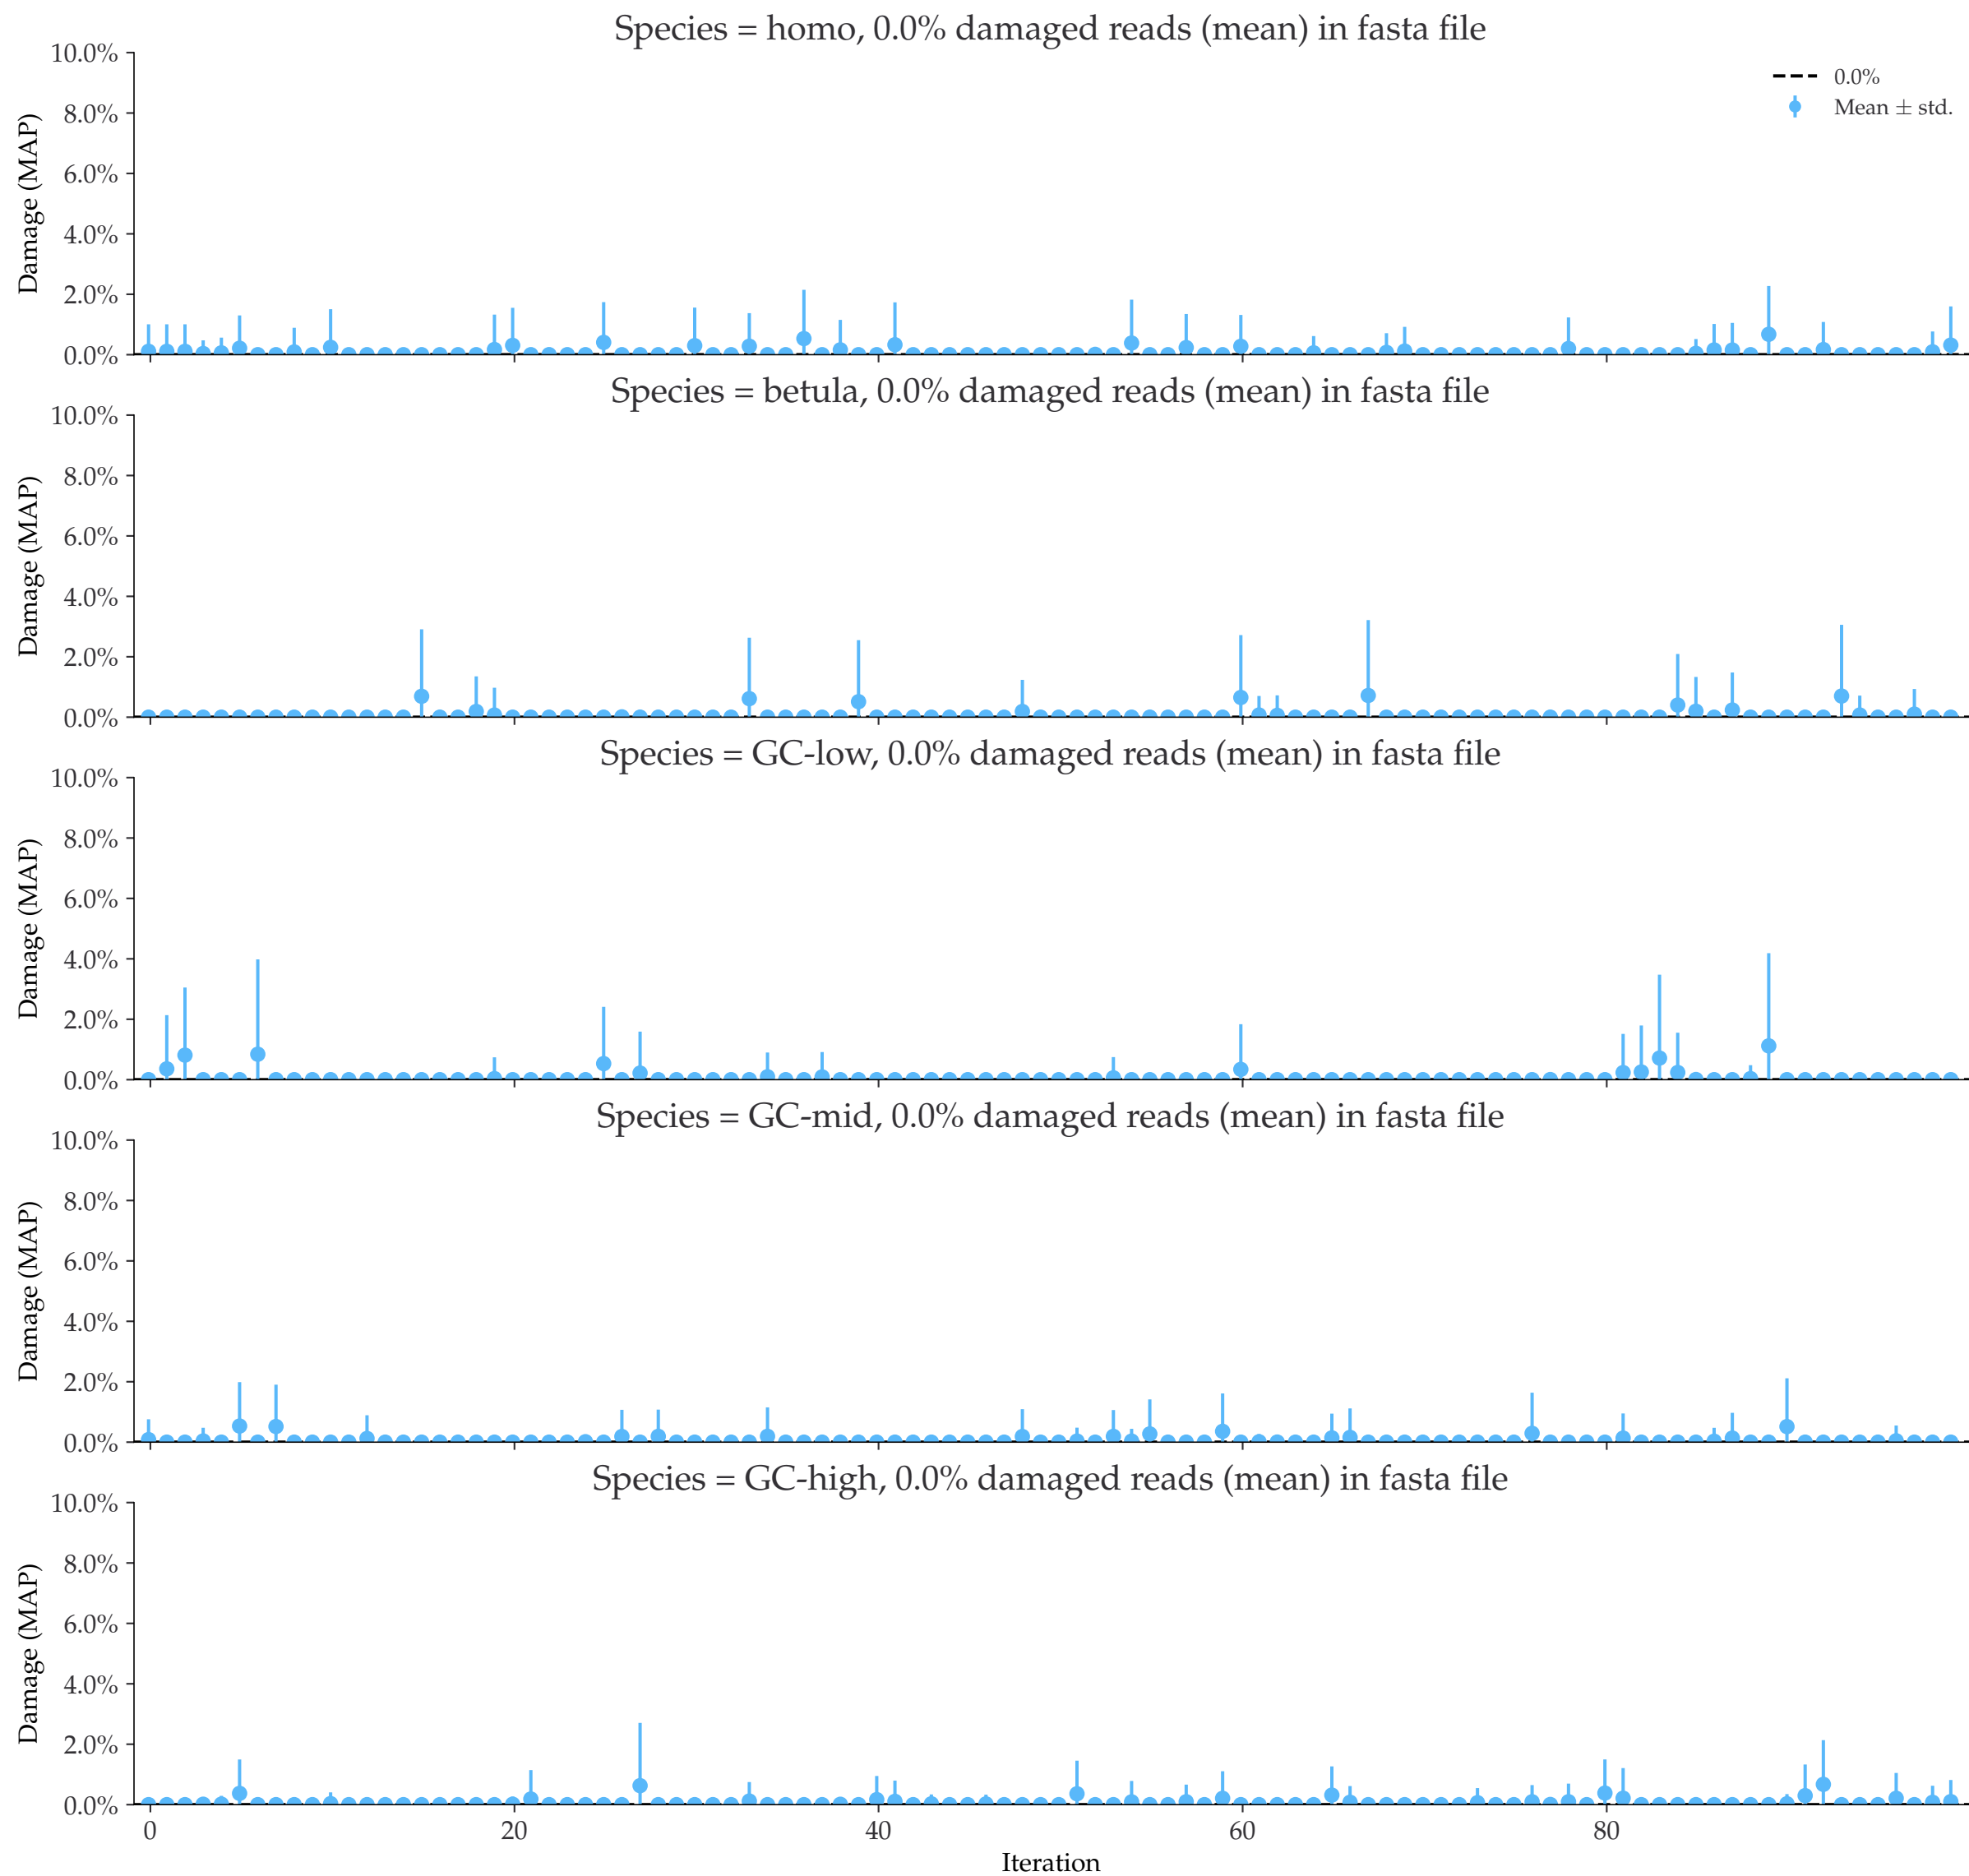 Species = homo, 0.0% damaged reads (mean) in fasta file
10.0%
8.0%
6.0%
4.0%
2.0%
0.0%
Damage (MAP)
0.0%
Mean ± std.
Species = betula, 0.0% damaged reads (mean) in fasta file
10.0%
8.0%
6.0%
4.0%
2.0%
0.0%
Damage (MAP)
Species = GC-low, 0.0% damaged reads (mean) in fasta file
10.0%
8.0%
6.0%
4.0%
2.0%
0.0%
Damage (MAP)
Species = GC-mid, 0.0% damaged reads (mean) in fasta file
10.0%
8.0%
6.0%
4.0%
2.0%
0.0%
Damage (MAP)
Species = GC-high, 0.0% damaged reads (mean) in fasta file
10.0%
8.0%
6.0%
4.0%
2.0%
0.0%
Damage (MAP)
0 20 40 60 80
Iteration